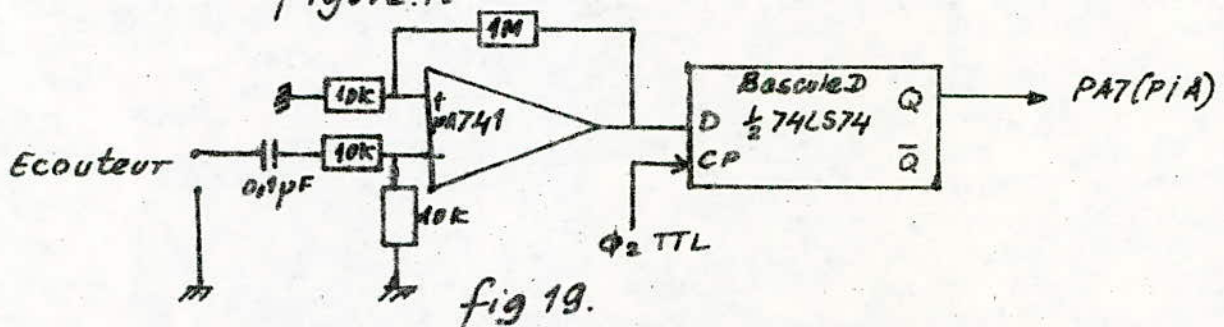 figure.
1M
10K
+
µA741
-
Ecouteur
0,1µF
10K
10K
Bascule D
½ 74LS74
D
CP
Q
Q̅
PA7(PiA)
Φ₂ TTL
fig 19.